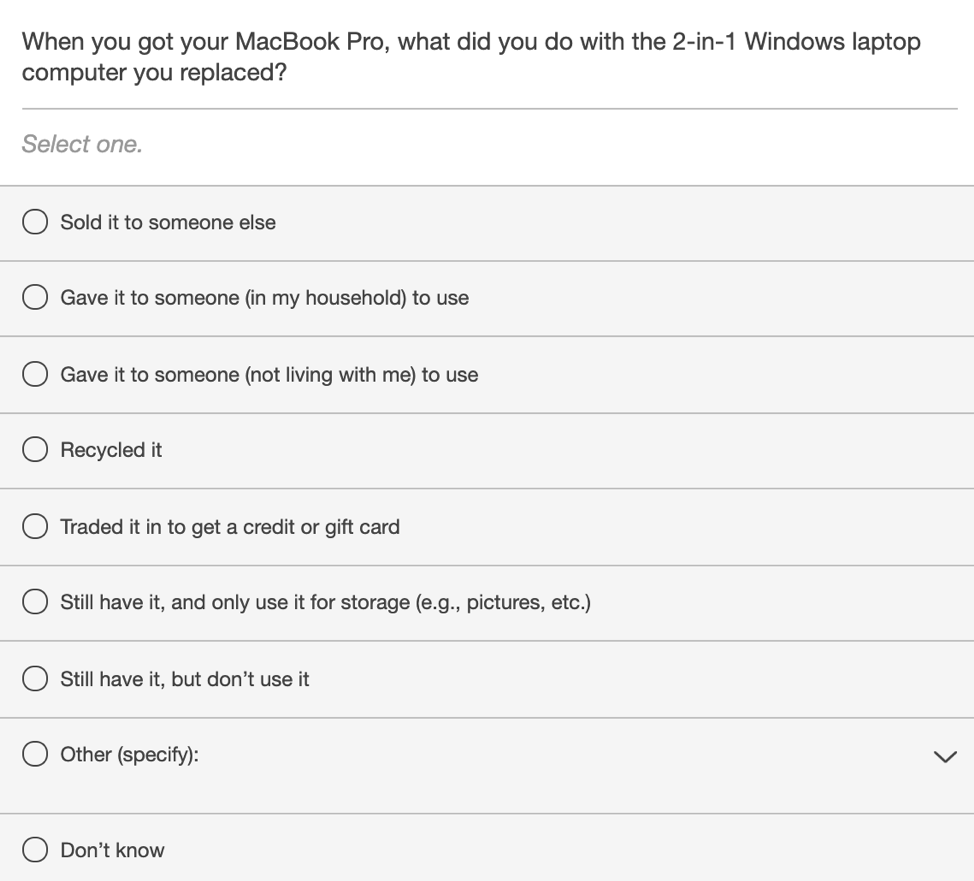 When you got your MacBook Pro, what did you do with the 2-in-1 Windows laptop
computer you replaced?
Select one.
Sold it to someone else
Gave it to someone (in my household) to use
Gave it to someone (not living with me) to use
Recycled it
Traded it in to get a credit or gift card
Still have it, and only use it for storage (e.g., pictures, etc.)
Still have it, but don’t use it
Other (specify):
Don’t know